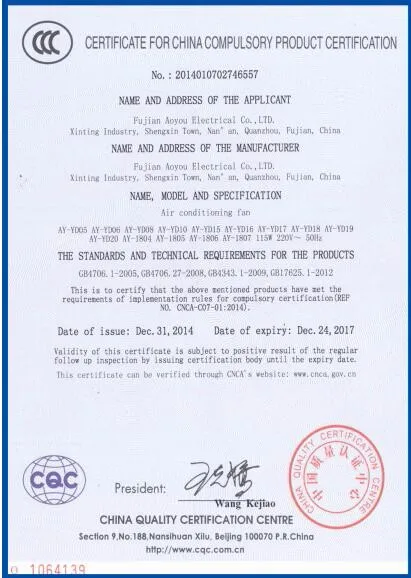 CERTIFICATE FOR CHINA COMPULSORY PRODUCT CERTIFICATION
No.: 2014010702746557
NAME AND ADDRESS OF THE APPLICANT
Fujian Aoyou Electrical Co.,LTD.
Xinting Industry, Shengxin Town, Nan'an, Quanzhou, Fujian, China
NAME AND ADDRESS OF THE MANUFACTURER
Fujian Aoyou Electrical Co.,LTD.
Xinting Industry, Shengxin Town, Nan'an, Quanzhou, Fujian, China
NAME, MODEL AND SPECIFICATION
Air conditioning fan
AY-YD05 AY-YD06 AY-YD08 AY-YD10 AY-YD15 AY-YD16 AY-YD17 AY-YD18 AY-YD19
AY-YD20 AY-1804 AY-1805 AY-1806 AY-1807 115W 220V~ 50Hz
THE STANDARDS AND TECHNICAL REQUIREMENTS FOR THE PRODUCTS
GB4706.1-2005,GB4706.27-2008,GB4343.1-2009,GB17625.1-2012
This is to certify that the above mentioned products have met the
requirements of implementation rules for compulsory certification(REF
NO. CNCA-C07-01:2014).
Date of issue: Dec.31,2014 Date of expiry: Dec.24,2017
Validity of this certificate is subject to positive result of the regular
follow up inspection by issuing certification body until the expiry date.
This certificate can be verified through CNCA's website: www.cnca.gov.cn
CHINA QUALITY CERTIFICATION CENTRE
中国质量认证中心
CQC
President:
Wang Kejiao
CHINA QUALITY CERTIFICATION CENTRE
Section 9,No.188,Nansihuan Xilu, Beijing 100070 P.R.China
http://www.cqc.com.cn
1064139